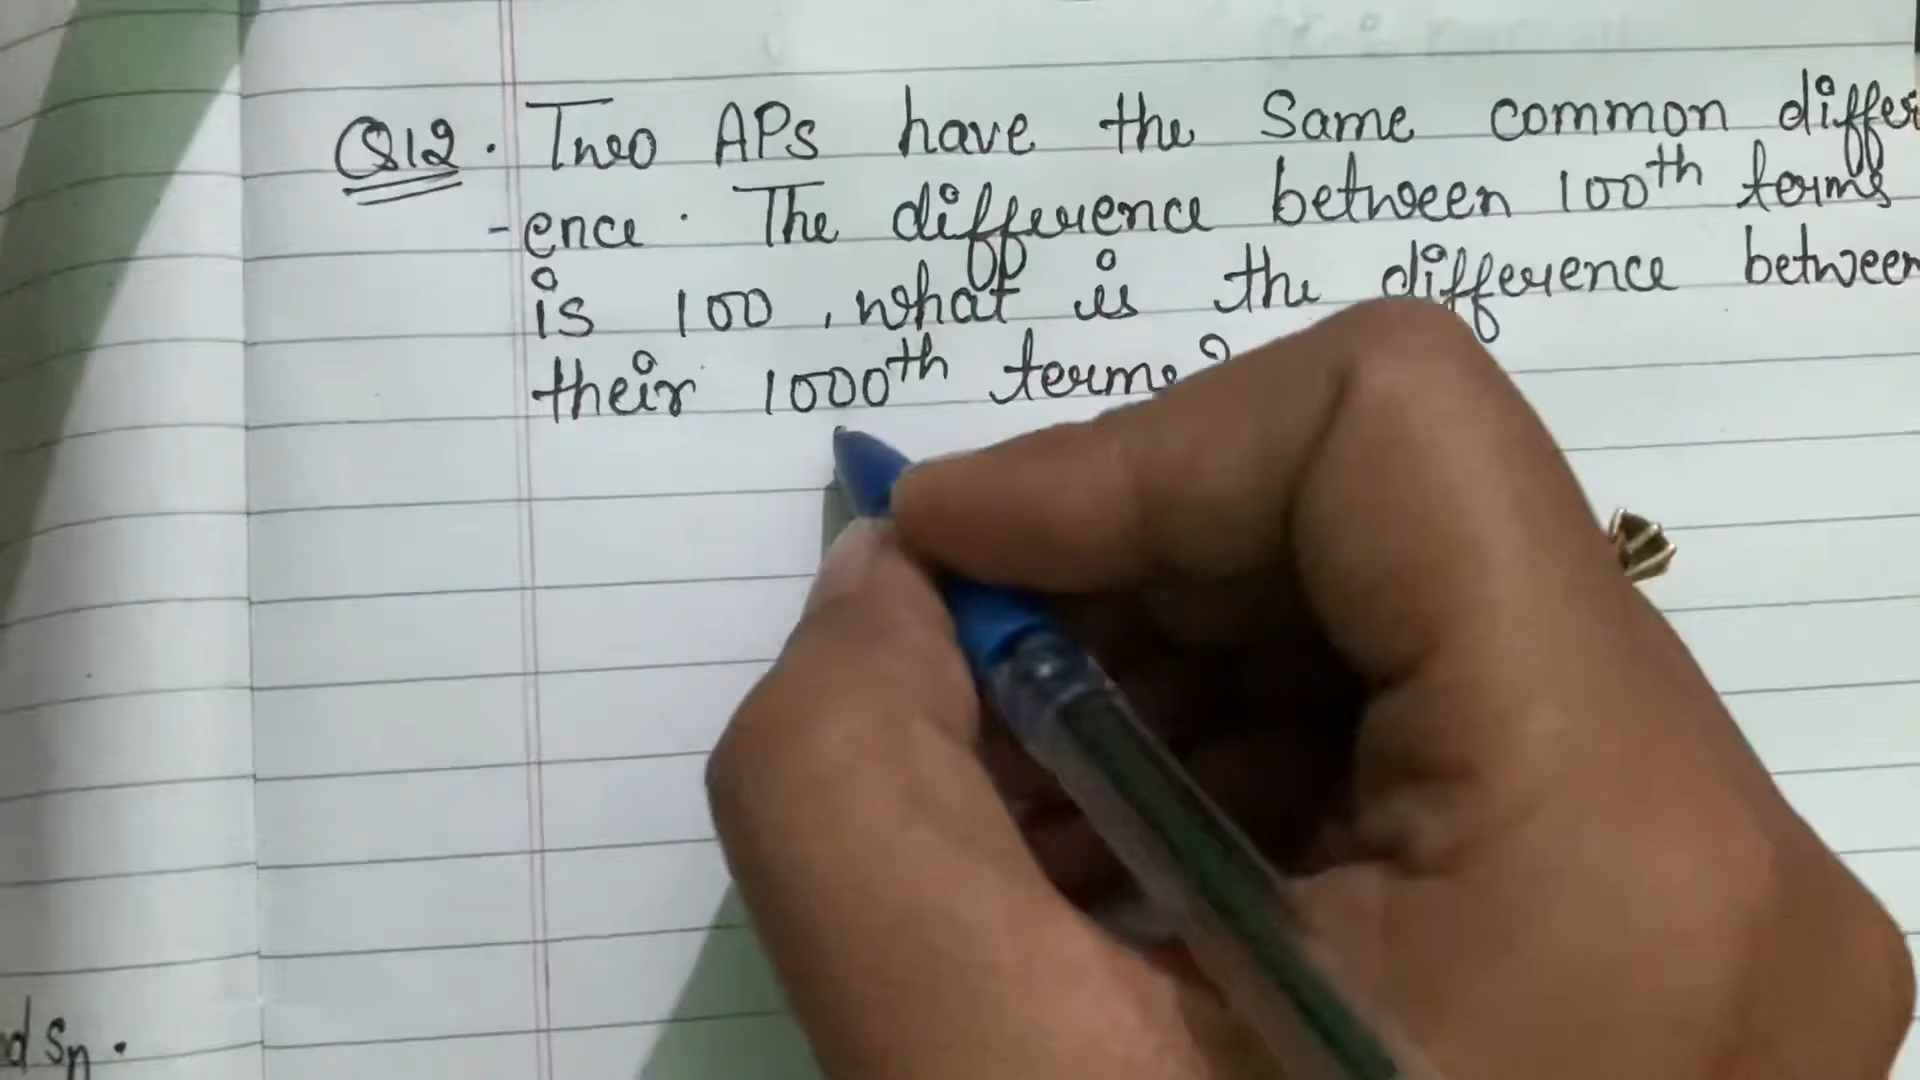 Q12. Two APs have the same common differ
-ence. The difference between 100th terms
is 100, what is the difference between
their 1000th terms?
d Sn.